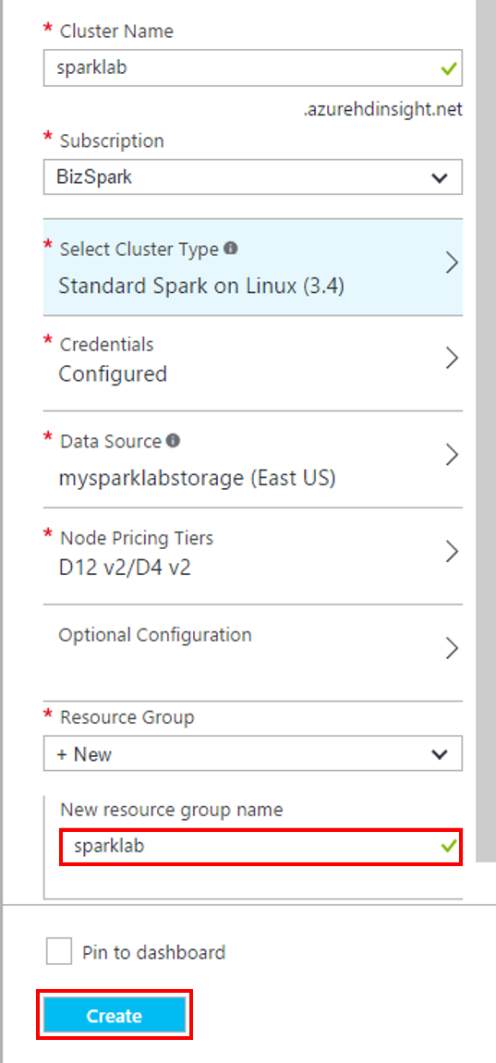 * Cluster Name
sparklab
.azurehdinsight.net
* Subscription
BizSpark
* Select Cluster Type
Standard Spark on Linux (3.4)
* Credentials
Configured
* Data Source
mysparklabstorage (East US)
* Node Pricing Tiers
D12 v2/D4 v2
Optional Configuration
* Resource Group
+ New
New resource group name
sparklab
Pin to dashboard
Create